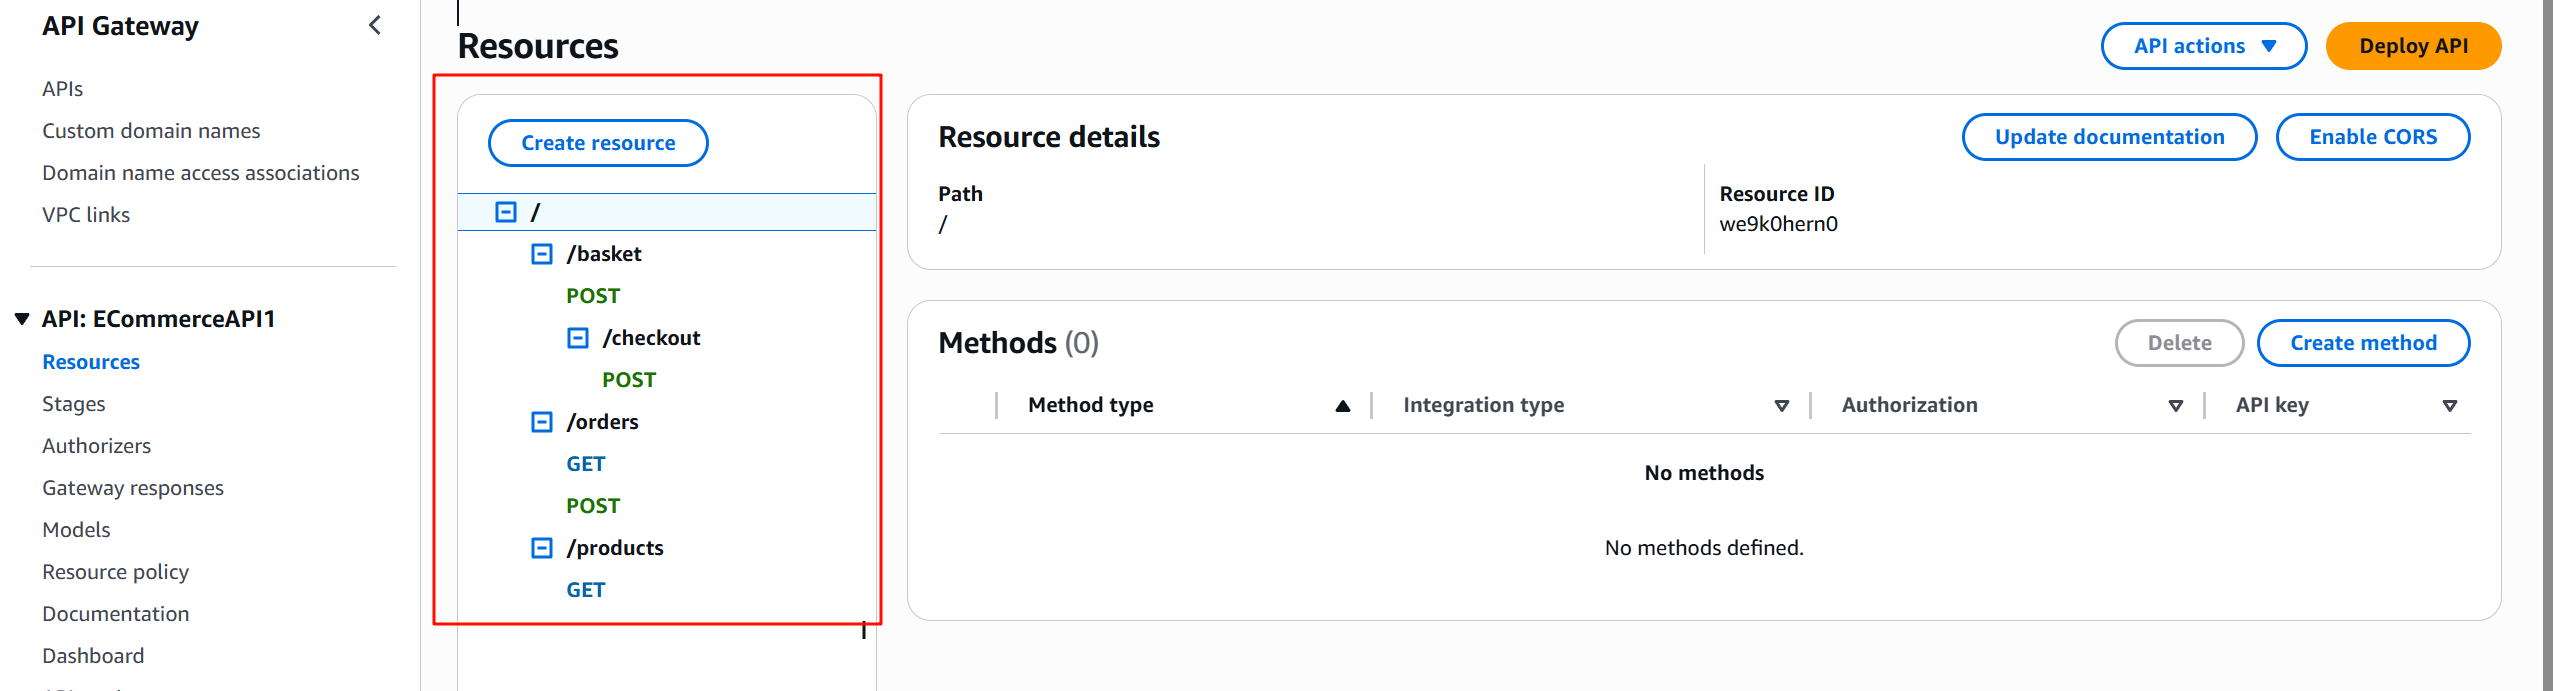 API Gateway
APIs
Custom domain names
Domain name access associations
VPC links
API: ECommerceAPI1
Resources
Stages
Authorizers
Gateway responses
Models
Resource policy
Documentation
Dashboard
Resources
API actions
Deploy API
Create resource
/
/basket
POST
/checkout
POST
/orders
GET
POST
/products
GET
Resource details
Update documentation
Enable CORS
Path
/
Resource ID
we9k0hern0
Methods (0)
Delete
Create method
Method type
Integration type
Authorization
API key
No methods
No methods defined.